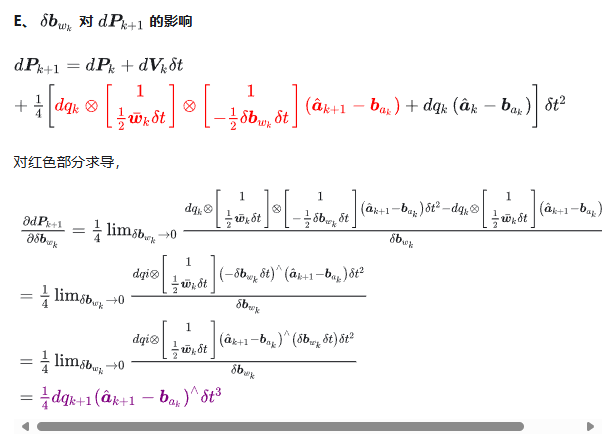 E、 $\delta \boldsymbol{b}_{w_k}$ 对 $d\boldsymbol{P}_{k+1}$ 的影响
$d\boldsymbol{P}_{k+1} = d\boldsymbol{P}_k + d\boldsymbol{V}_k \delta t$
$+ \frac{1}{4} \left[ dq_k \otimes \begin{bmatrix} 1 \\ \frac{1}{2} \bar{\boldsymbol{w}}_k \delta t \end{bmatrix} \otimes \begin{bmatrix} 1 \\ -\frac{1}{2} \delta \boldsymbol{b}_{w_k} \delta t \end{bmatrix} (\hat{\boldsymbol{a}}_{k+1} - \boldsymbol{b}_{a_k}) + dq_k (\hat{\boldsymbol{a}}_k - \boldsymbol{b}_{a_k}) \right] \delta t^2$
对红色部分求导，
$\frac{\partial d\boldsymbol{P}_{k+1}}{\partial \delta \boldsymbol{b}_{w_k}} = \frac{1}{4} \lim_{\delta \boldsymbol{b}_{w_k} \to 0} \frac{dq_k \otimes \begin{bmatrix} 1 \\ \frac{1}{2} \bar{\boldsymbol{w}}_k \delta t \end{bmatrix} \otimes \begin{bmatrix} 1 \\ -\frac{1}{2} \delta \boldsymbol{b}_{w_k} \delta t \end{bmatrix} (\hat{\boldsymbol{a}}_{k+1} - \boldsymbol{b}_{a_k}) \delta t^2 - dq_k \otimes \begin{bmatrix} 1 \\ \frac{1}{2} \bar{\boldsymbol{w}}_k \delta t \end{bmatrix} (\hat{\boldsymbol{a}}_{k+1} - \boldsymbol{b}_{a_k})}{\delta \boldsymbol{b}_{w_k}}$
$= \frac{1}{4} \lim_{\delta \boldsymbol{b}_{w_k} \to 0} \frac{dqi \otimes \begin{bmatrix} 1 \\ \frac{1}{2} \bar{\boldsymbol{w}}_k \delta t \end{bmatrix} (-\delta \boldsymbol{b}_{w_k} \delta t)^{\wedge} (\hat{\boldsymbol{a}}_{k+1} - \boldsymbol{b}_{a_k}) \delta t^2}{\delta \boldsymbol{b}_{w_k}}$
$= \frac{1}{4} \lim_{\delta \boldsymbol{b}_{w_k} \to 0} \frac{dqi \otimes \begin{bmatrix} 1 \\ \frac{1}{2} \bar{\boldsymbol{w}}_k \delta t \end{bmatrix} (\hat{\boldsymbol{a}}_{k+1} - \boldsymbol{b}_{a_k})^{\wedge} (\delta \boldsymbol{b}_{w_k} \delta t) \delta t^2}{\delta \boldsymbol{b}_{w_k}}$
$= \frac{1}{4} dq_{k+1} (\hat{\boldsymbol{a}}_{k+1} - \boldsymbol{b}_{a_k})^{\wedge} \delta t^3$